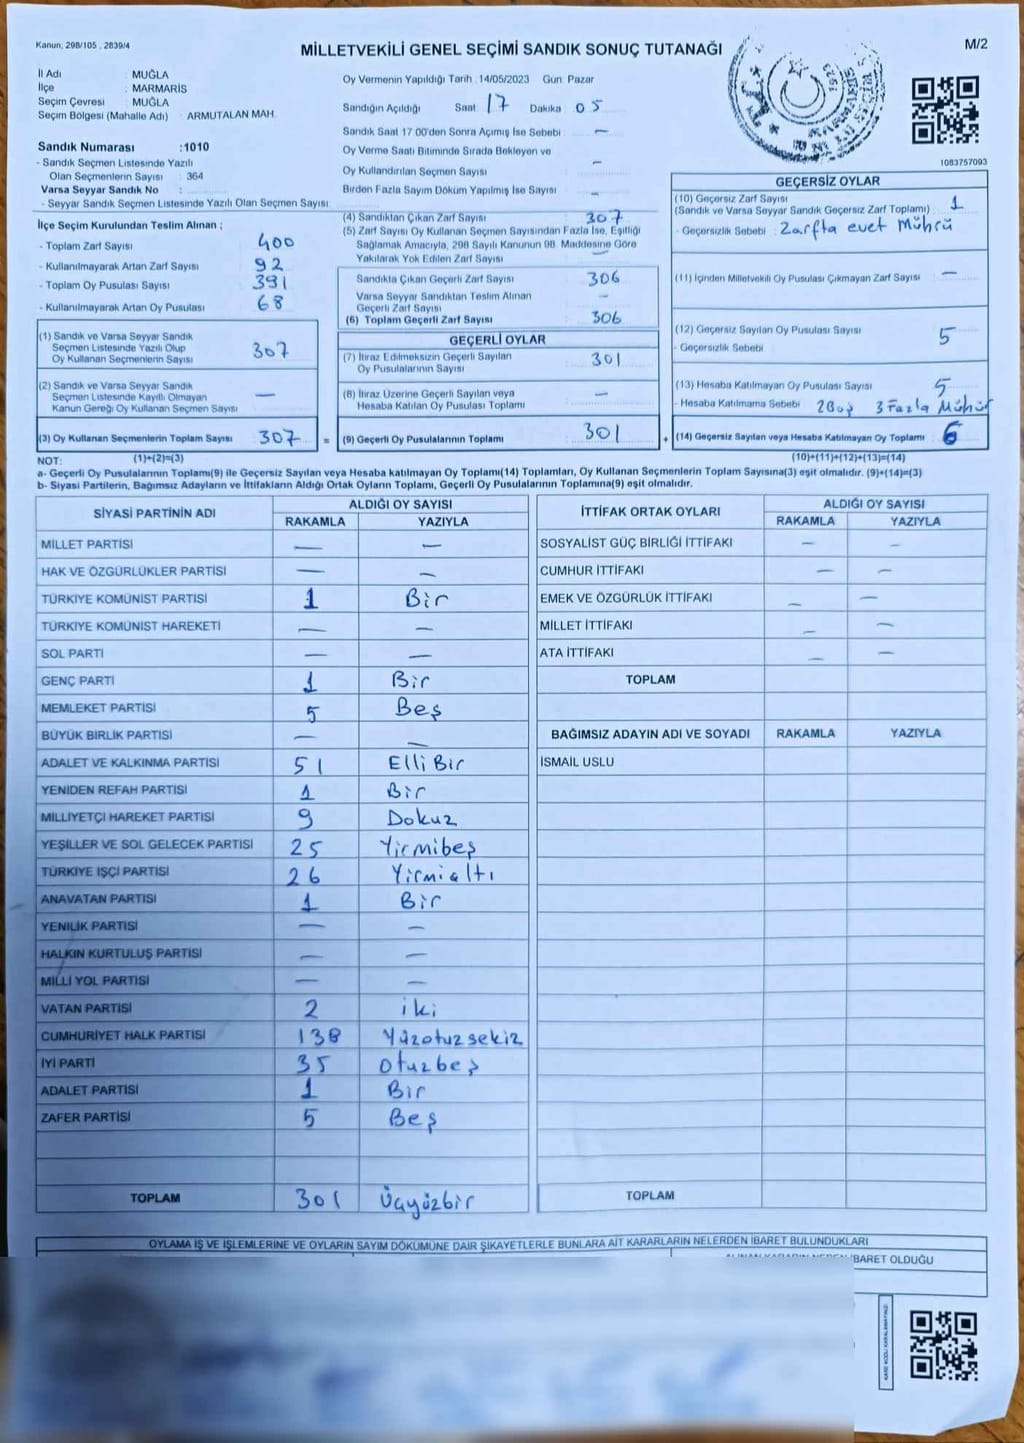 Kanun, 298/105 , 2839/4
MİLLETVEKİLİ GENEL SEÇİMİ SANDIK SONUÇ TUTANAĞI
M/2
İl Adı : MUĞLA
İlçe : MARMARİS
Seçim Çevresi : MUĞLA
Seçim Bölgesi (Mahalle Adı) : ARMUTALAN MAH.
Sandık Numarası :1010
- Sandık Seçmen Listesinde Yazılı
Olan Seçmenlerin Sayısı : 364
Varsa Seyyar Sandık No :
- Seyyar Sandık Seçmen Listesinde Yazılı Olan Seçmen Sayısı :
Oy Vermenin Yapıldığı Tarih : 14/05/2023 Gün: Pazar
Sandığın Açıldığı Saat 17 Dakika 05
Sandık Saat 17 00'den Sonra Açımış İse Sebebi : —
Oy Verme Saati Bitiminde Sırada Bekleyen ve
Oy Kullandırılan Seçmen Sayısı : —
Birden Fazla Sayım Döküm Yapılmış İse Sayısı : —
1083757093
İlçe Seçim Kurulundan Teslim Alınan ;
- Toplam Zarf Sayısı : 400
- Kullanılmayarak Artan Zarf Sayısı : 92
- Toplam Oy Pusulası Sayısı : 391
- Kullanılmayarak Artan Oy Pusulası : 68
(4) Sandıktan Çıkan Zarf Sayısı : 307
(5) Zarf Sayısı Oy Kullanan Seçmen Sayısından Fazla İse, Eşitliği
Sağlamak Amacıyla, 298 Sayılı Kanunun 98. Maddesine Göre
Yakılarak Yok Edilen Zarf Sayısı : —
Sandıkta Çıkan Geçerli Zarf Sayısı : 306
Varsa Seyyar Sandıktan Teslim Alınan
Geçerli Zarf Sayısı : —
(6) Toplam Geçerli Zarf Sayısı : 306
GEÇERSİZ OYLAR
(10) Geçersiz Zarf Sayısı
(Sandık ve Varsa Seyyar Sandık Geçersiz Zarf Toplamı) : 1
- Geçersizlik Sebebi : Zarfta evet Mührü
(11) İçinden Milletvekili Oy Pusulası Çıkmayan Zarf Sayısı : —
(12) Geçersiz Sayılan Oy Pusulası Sayısı : 5
- Geçersizlik Sebebi :
(13) Hesaba Katılmayan Oy Pusulası Sayısı : 5
- Hesaba Katılmama Sebebi : 2 Boş 3 Fazla Mühür
(14) Geçersiz Sayılan veya Hesaba Katılmayan Oy Toplamı : 6
(10)+(11)+(12)+(13)=(14)
(1) Sandık ve Varsa Seyyar Sandık
Seçmen Listesinde Yazılı Olup
Oy Kullanan Seçmenlerin Sayısı : 307
(2) Sandık ve Varsa Seyyar Sandık
Seçmen Listesinde Kayıtlı Olmayan
Kanun Gereği Oy Kullanan Seçmen Sayısı : —
(3) Oy Kullanan Seçmenlerin Toplam Sayısı : 307 =
(1)+(2)=(3)
GEÇERLİ OYLAR
(7) İtiraz Edilmeksizin Geçerli Sayılan
Oy Pusulalarının Sayısı : 301
(8) İtiraz Üzerine Geçerli Sayılan veya
Hesaba Katılan Oy Pusulası Toplamı : —
(9) Geçerli Oy Pusulalarının Toplamı : 301 +
NOT:
a- Geçerli Oy Pusulalarının Toplamı(9) ile Geçersiz Sayılan veya Hesaba katılmayan Oy Toplamı(14) Toplamları, Oy Kullanan Seçmenlerin Toplam Sayısına(3) eşit olmalıdır. (9)+(14)=(3)
b- Siyasi Partilerin, Bağımsız Adayların ve İttifakların Aldığı Ortak Oyların Toplamı, Geçerli Oy Pusulalarının Toplamına(9) eşit olmalıdır.
SİYASİ PARTİNİN ADI ALDIĞI OY SAYISI
RAKAMLA YAZIYLA
MİLLET PARTİSİ — —
HAK VE ÖZGÜRLÜKLER PARTİSİ — —
TÜRKİYE KOMÜNİST PARTİSİ 1 Bir
TÜRKİYE KOMÜNİST HAREKETİ — —
SOL PARTİ — —
GENÇ PARTİ 1 Bir
MEMLEKET PARTİSİ 5 Beş
BÜYÜK BİRLİK PARTİSİ — —
ADALET VE KALKINMA PARTİSİ 51 Elli Bir
YENİDEN REFAH PARTİSİ 1 Bir
MİLLİYETÇİ HAREKET PARTİSİ 9 Dokuz
YEŞİLLER VE SOL GELECEK PARTİSİ 25 Yirmibeş
TÜRKİYE İŞÇİ PARTİSİ 26 Yirmialtı
ANAVATAN PARTİSİ 1 Bir
YENİLİK PARTİSİ — —
HALKIN KURTULUŞ PARTİSİ — —
MİLLİ YOL PARTİSİ — —
VATAN PARTİSİ 2 iki
CUMHURİYET HALK PARTİSİ 138 Yüzotuzsekiz
İYİ PARTİ 35 Otuzbeş
ADALET PARTİSİ 1 Bir
ZAFER PARTİSİ 5 Beş
TOPLAM 301 Üçyüzbir
İTTİFAK ORTAK OYLARI ALDIĞI OY SAYISI
RAKAMLA YAZIYLA
SOSYALİST GÜÇ BİRLİĞİ İTTİFAKI — —
CUMHUR İTTİFAKI — —
EMEK VE ÖZGÜRLÜK İTTİFAKI — —
MİLLET İTTİFAKI — —
ATA İTTİFAKI — —
TOPLAM
BAĞIMSIZ ADAYIN ADI VE SOYADI RAKAMLA YAZIYLA
İSMAİL USLU
TOPLAM
OYLAMA İŞ VE İŞLEMLERİNE VE OYLARIN SAYIM DÖKÜMÜNE DAİR ŞİKAYETLERLE BUNLARA AİT KARARLARIN NELERDEN İBARET BULUNDUKLARI
İBARET OLDUĞU